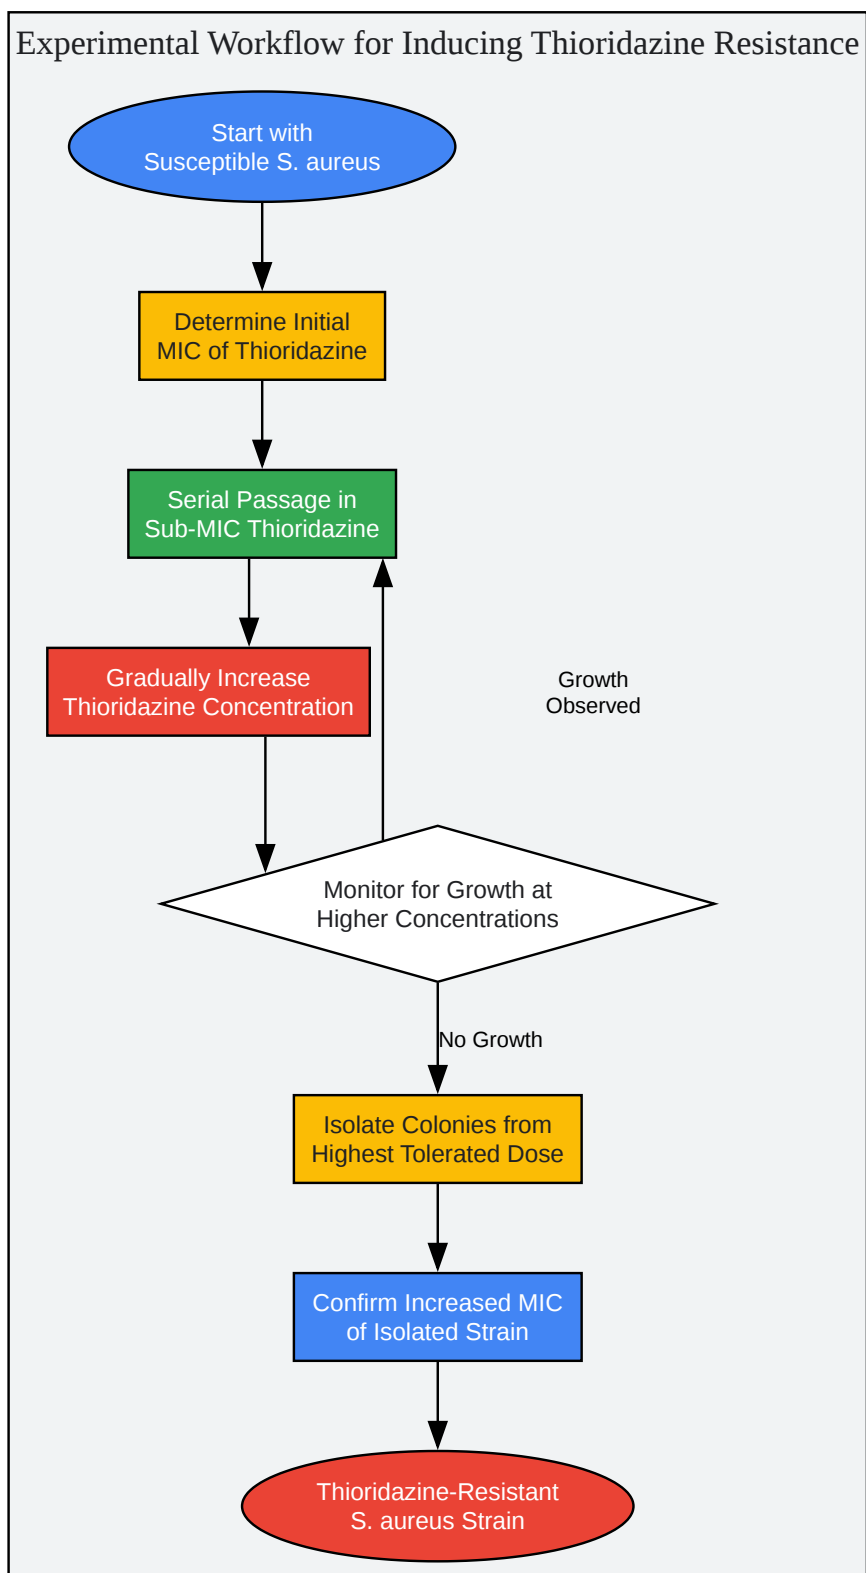 Experimental Workflow for Inducing Thioridazine Resistance
Start with
Susceptible S. aureus
Determine Initial
MIC of Thioridazine
Serial Passage in
Sub-MIC Thioridazine
Gradually Increase
Thioridazine Concentration
Growth
Observed
Monitor for Growth at
Higher Concentrations
No Growth
Isolate Colonies from
Highest Tolerated Dose
Confirm Increased MIC
of Isolated Strain
Thioridazine-Resistant
S. aureus Strain